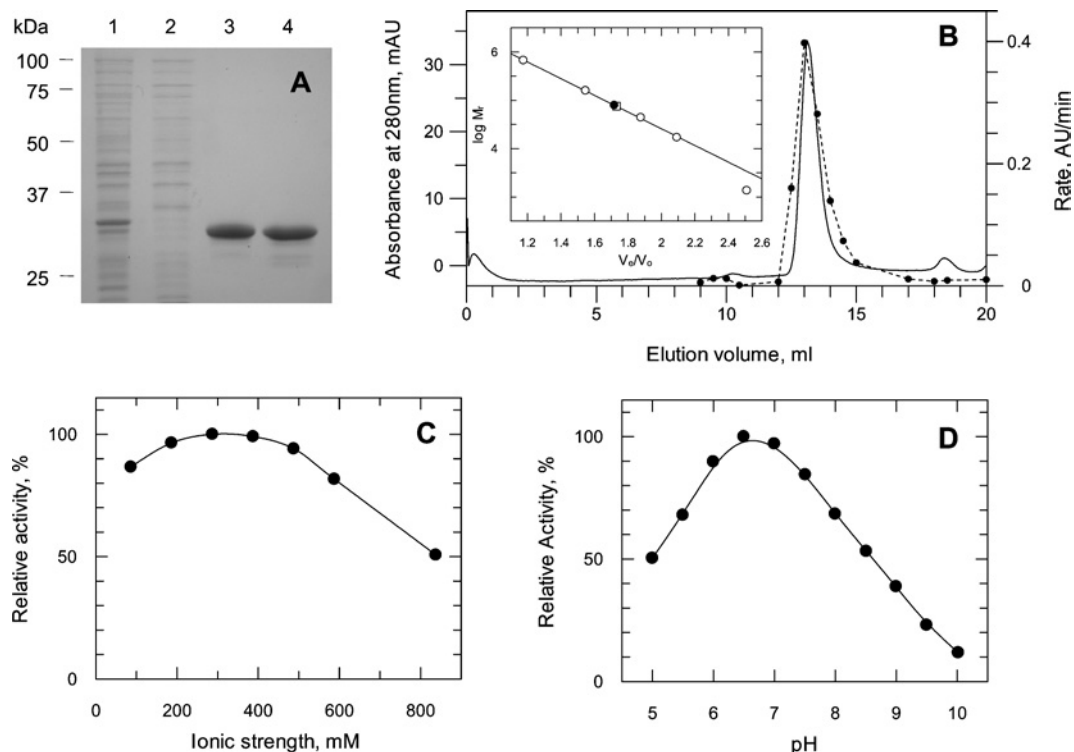 kDa 1 2 3 4
100
75
50
37
25
A
B
Absorbance at 280nm, mAU
30
20
10
0
0 5 10 15 20
Elution volume, ml
0.4
0.2
0
Rate, AU/min
log Mr
6
4
1.2 1.4 1.6 1.8 2 2.2 2.4 2.6
Ve/Vo
C
Relative activity, %
100
50
0
0 200 400 600 800
Ionic strength, mM
D
Relative Activity, %
100
50
0
5 6 7 8 9 10
pH